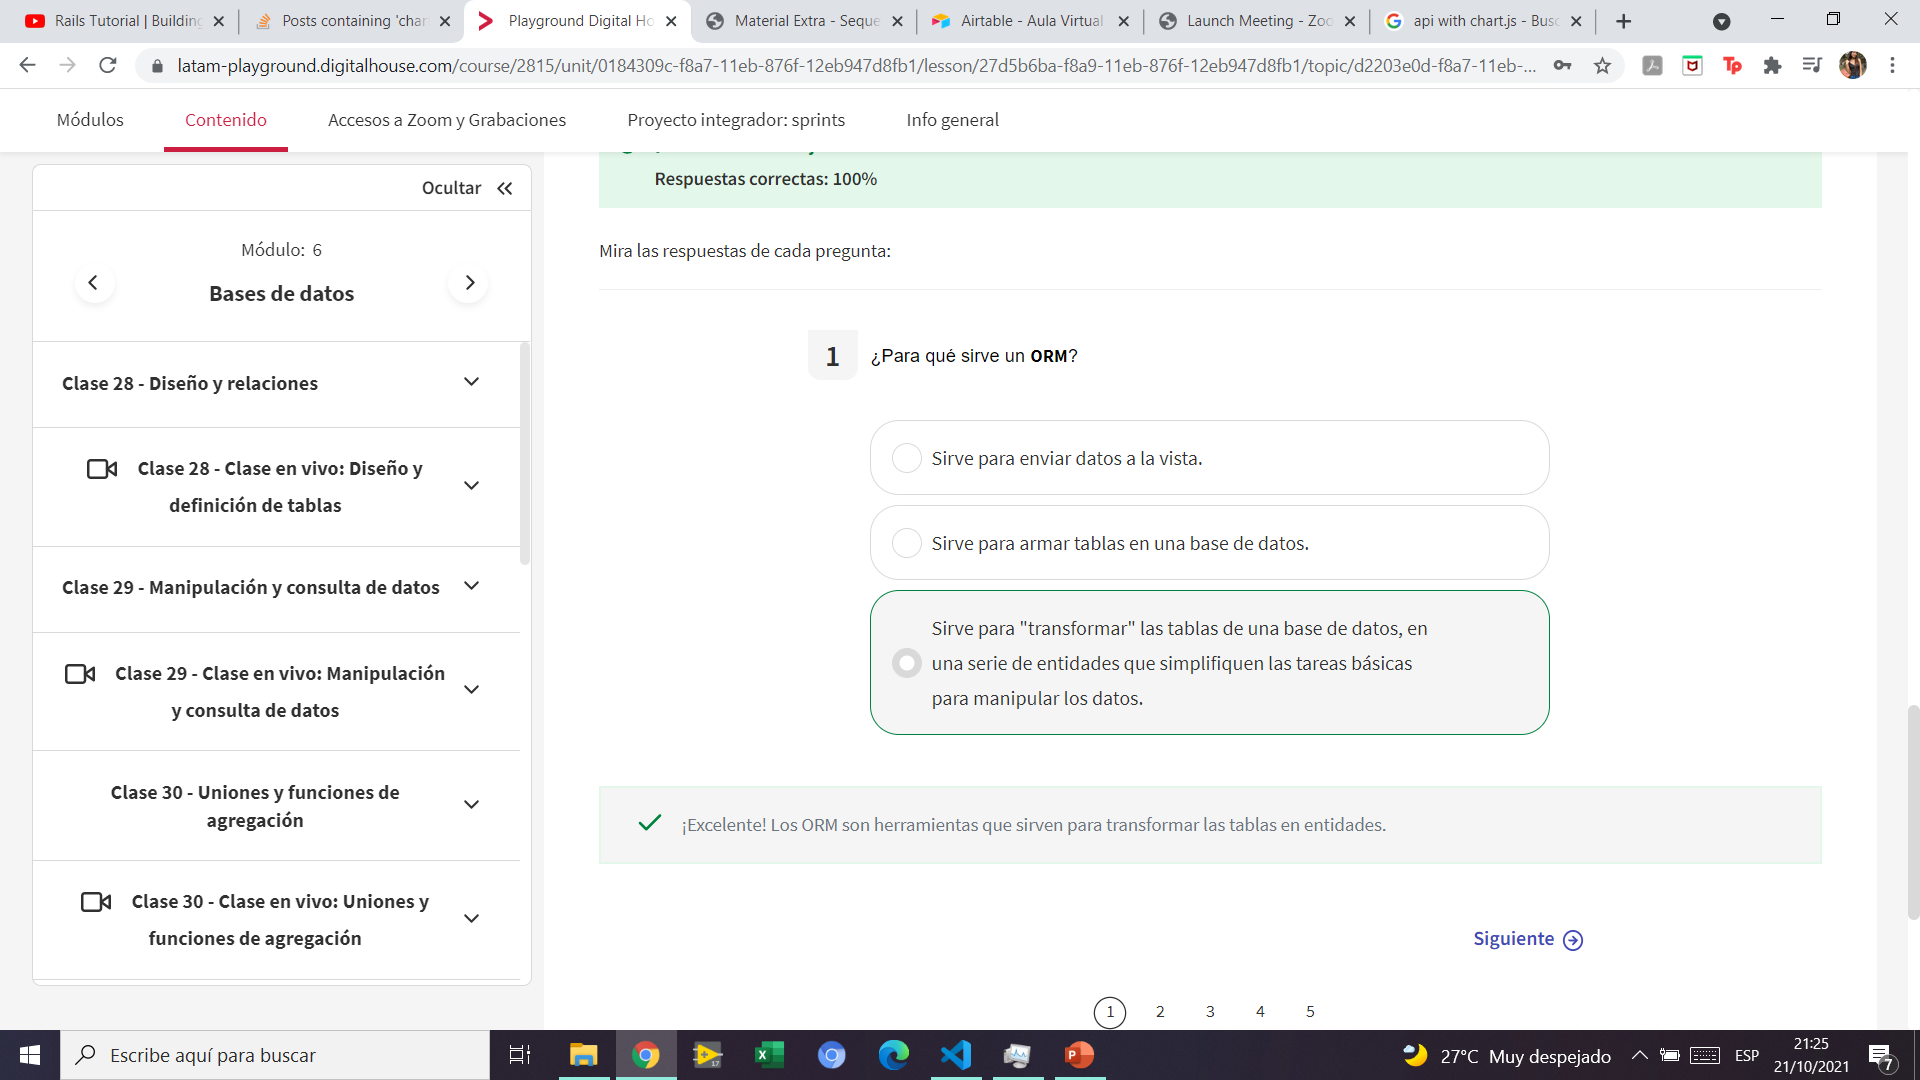 Rails Tutorial | Building
Posts containing 'char
Playground Digital Ho
Material Extra - Seque
Airtable - Aula Virtual
Launch Meeting - Zoo
api with chart.js - Busc
latam-playground.digitalhouse.com/course/2815/unit/0184309c-f8a7-11eb-876f-12eb947d8fb1/lesson/27d5b6ba-f8a9-11eb-876f-12eb947d8fb1/topic/d2203e0d-f8a7-11eb-...
Módulos
Contenido
Accesos a Zoom y Grabaciones
Proyecto integrador: sprints
Info general
Ocultar
Módulo: 6
Bases de datos
Clase 28 - Diseño y relaciones
Clase 28 - Clase en vivo: Diseño y
definición de tablas
Clase 29 - Manipulación y consulta de datos
Clase 29 - Clase en vivo: Manipulación
y consulta de datos
Clase 30 - Uniones y funciones de
agregación
Clase 30 - Clase en vivo: Uniones y
funciones de agregación
Respuestas correctas: 100%
Mira las respuestas de cada pregunta:
1
¿Para qué sirve un ORM?
Sirve para enviar datos a la vista.
Sirve para armar tablas en una base de datos.
Sirve para "transformar" las tablas de una base de datos, en
una serie de entidades que simplifiquen las tareas básicas
para manipular los datos.
¡Excelente! Los ORM son herramientas que sirven para transformar las tablas en entidades.
Siguiente
1 2 3 4 5
Escribe aquí para buscar
27°C Muy despejado
ESP
21:25
21/10/2021
7